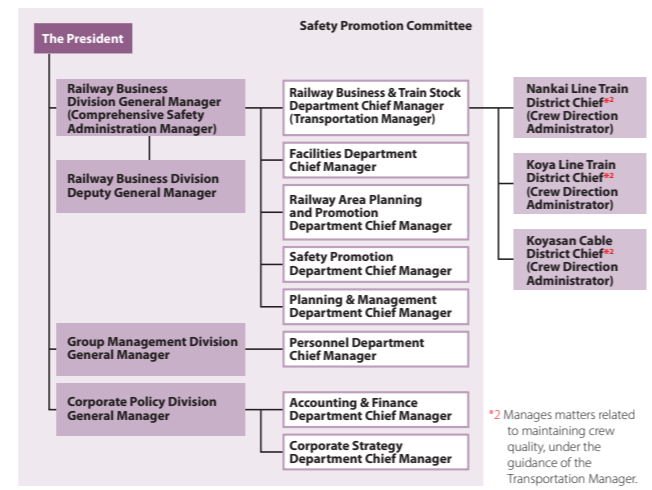 Safety Promotion Committee
The President
Railway Business
Division General Manager
(Comprehensive Safety
Administration Manager)
Railway Business Division
Deputy General Manager
Railway Business & Train Stock
Department Chief Manager
(Transportation Manager)
Facilities Department
Chief Manager
Railway Area Planning
and Promotion
Department Chief Manager
Safety Promotion
Department Chief Manager
Planning & Management
Department Chief Manager
Nankai Line Train
District Chief*2
(Crew Direction
Administrator)
Koya Line Train
District Chief*2
(Crew Direction
Administrator)
Koyasan Cable
District Chief*2
(Crew Direction
Administrator)
Group Management Division
General Manager
Personnel Department
Chief Manager
Corporate Policy Division
General Manager
Accounting & Finance
Department Chief Manager
Corporate Strategy
Department Chief Manager
*2 Manages matters related
to maintaining crew
quality, under the
guidance of the
Transportation Manager.